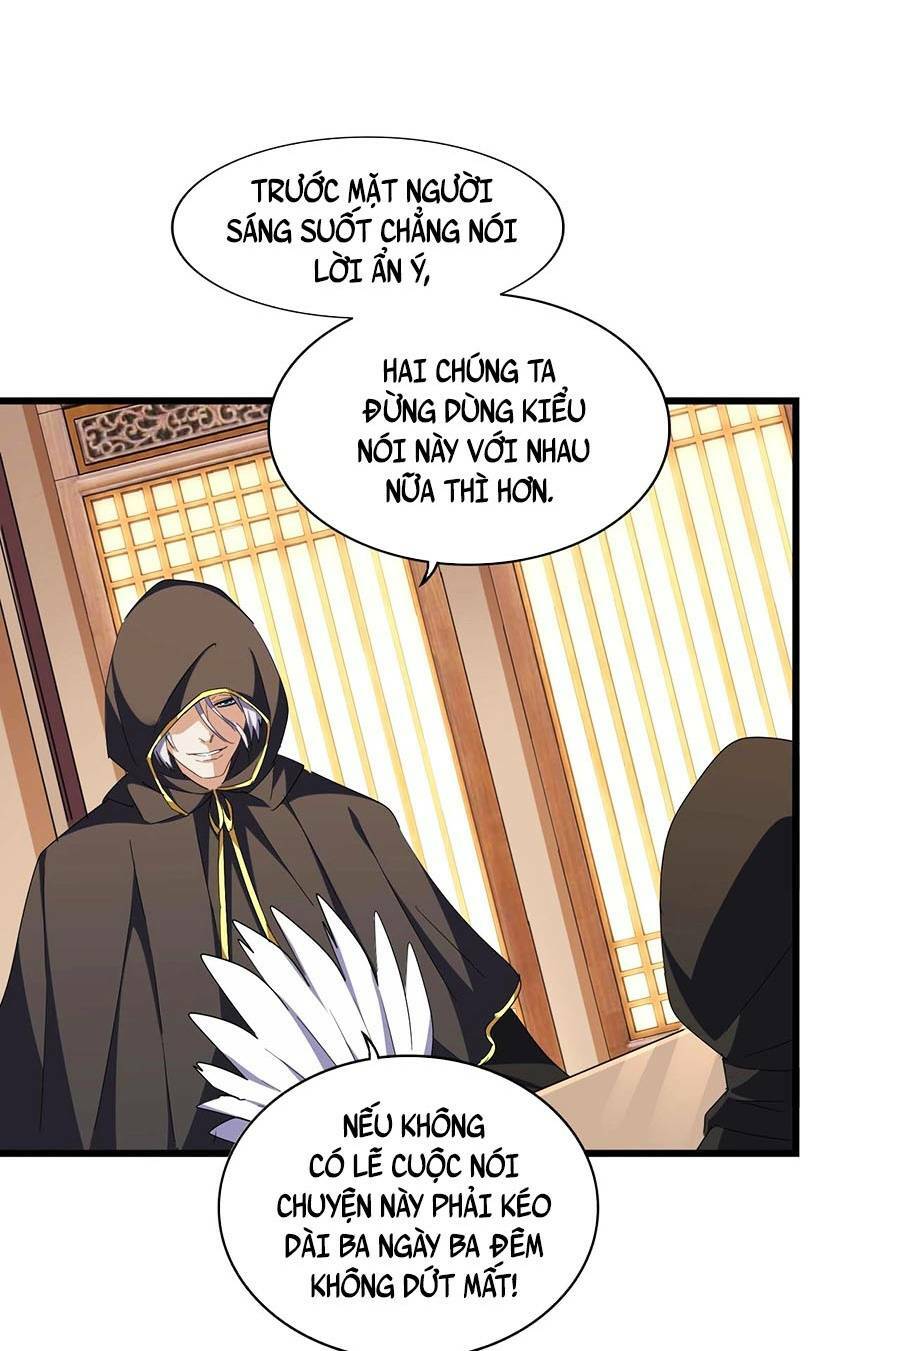 TRƯỚC MẶT NGƯỜI
SÁNG SUỐT CHẲNG NÓI
LỜI ẨN Ý,
HAI CHÚNG TA
ĐỪNG DÙNG KIỂU
NÓI NÀY VỚI NHAU
NỮA THÌ HƠN.
NẾU KHÔNG
CÓ LẼ CUỘC NÓI
CHUYỆN NÀY PHẢI KÉO
DÀI BA NGÀY BA ĐÊM
KHÔNG DỨT MẤT!